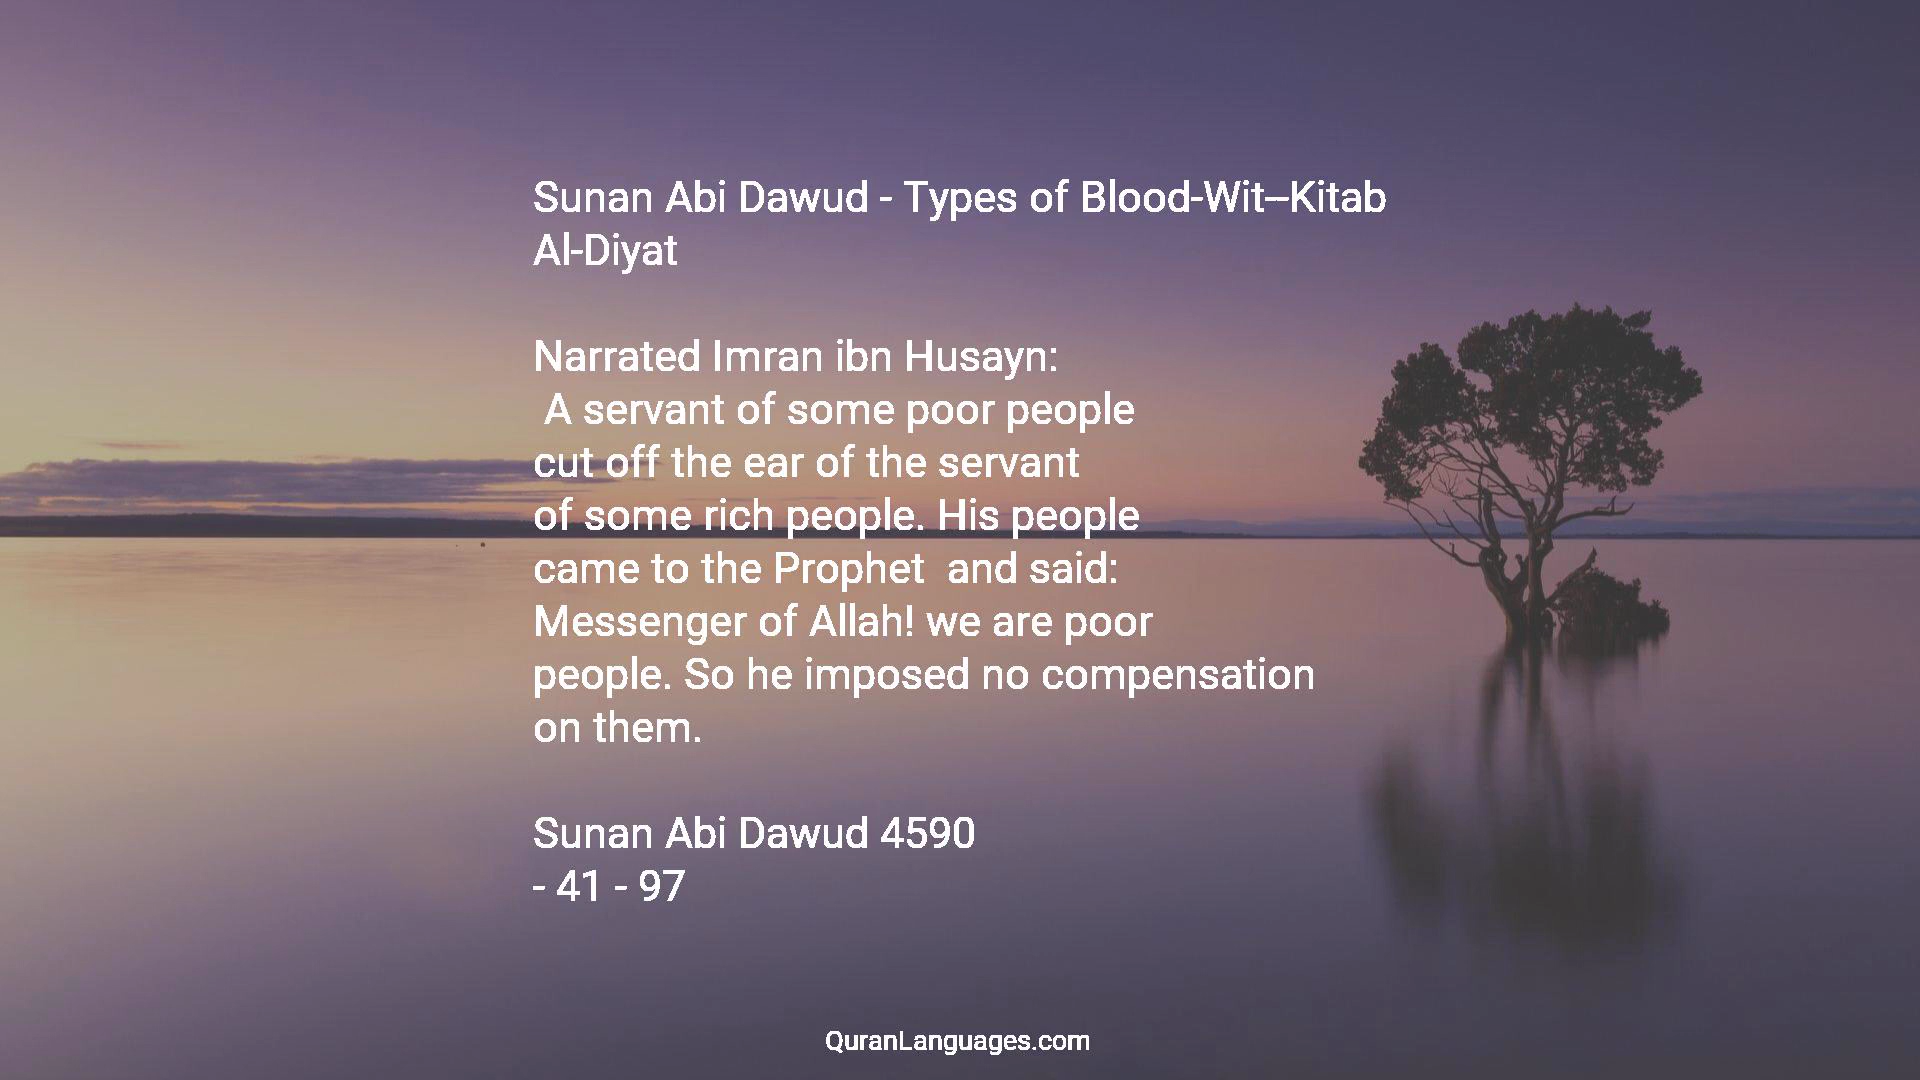 Sunan Abi Dawud - Types of Blood-Wit--Kitab
Al-Diyat
Narrated Imran ibn Husayn:
A servant of some poor people
cut off the ear of the servant
of some rich people. His people
came to the Prophet  and said:
Messenger of Allah! we are poor
people. So he imposed no compensation
on them.
Sunan Abi Dawud 4590
- 41 - 97
QuranLanguages.com